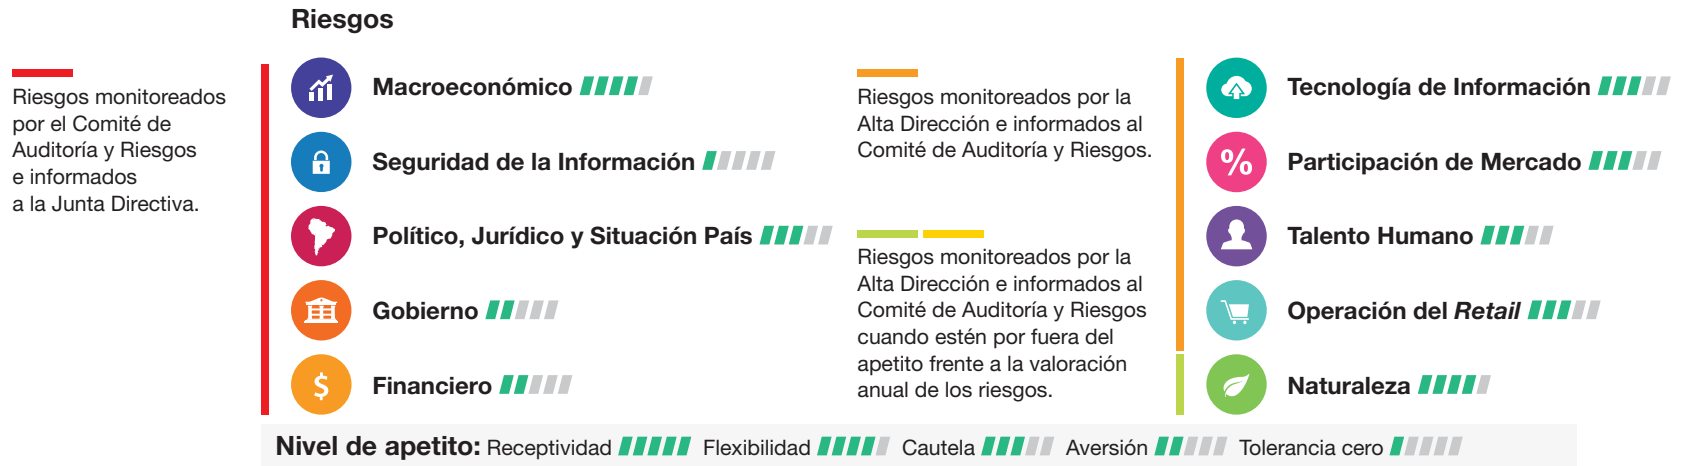 Riesgos
Riesgos monitoreados
por el Comité de
Auditoría y Riesgos
e informados
a la Junta Directiva.
Macroeconómico
Seguridad de la Información
Político, Jurídico y Situación País
Gobierno
$
Financiero
Riesgos monitoreados por la
Alta Dirección e informados al
Comité de Auditoría y Riesgos.
Riesgos monitoreados por la
Alta Dirección e informados al
Comité de Auditoría y Riesgos
cuando estén por fuera del
apetito frente a la valoración
anual de los riesgos.
Tecnología de Información
%
Participación de Mercado
Talento Humano
Operación del Retail
Naturaleza
Nivel de apetito: Receptividad Flexibilidad Cautela Aversión Tolerancia cero